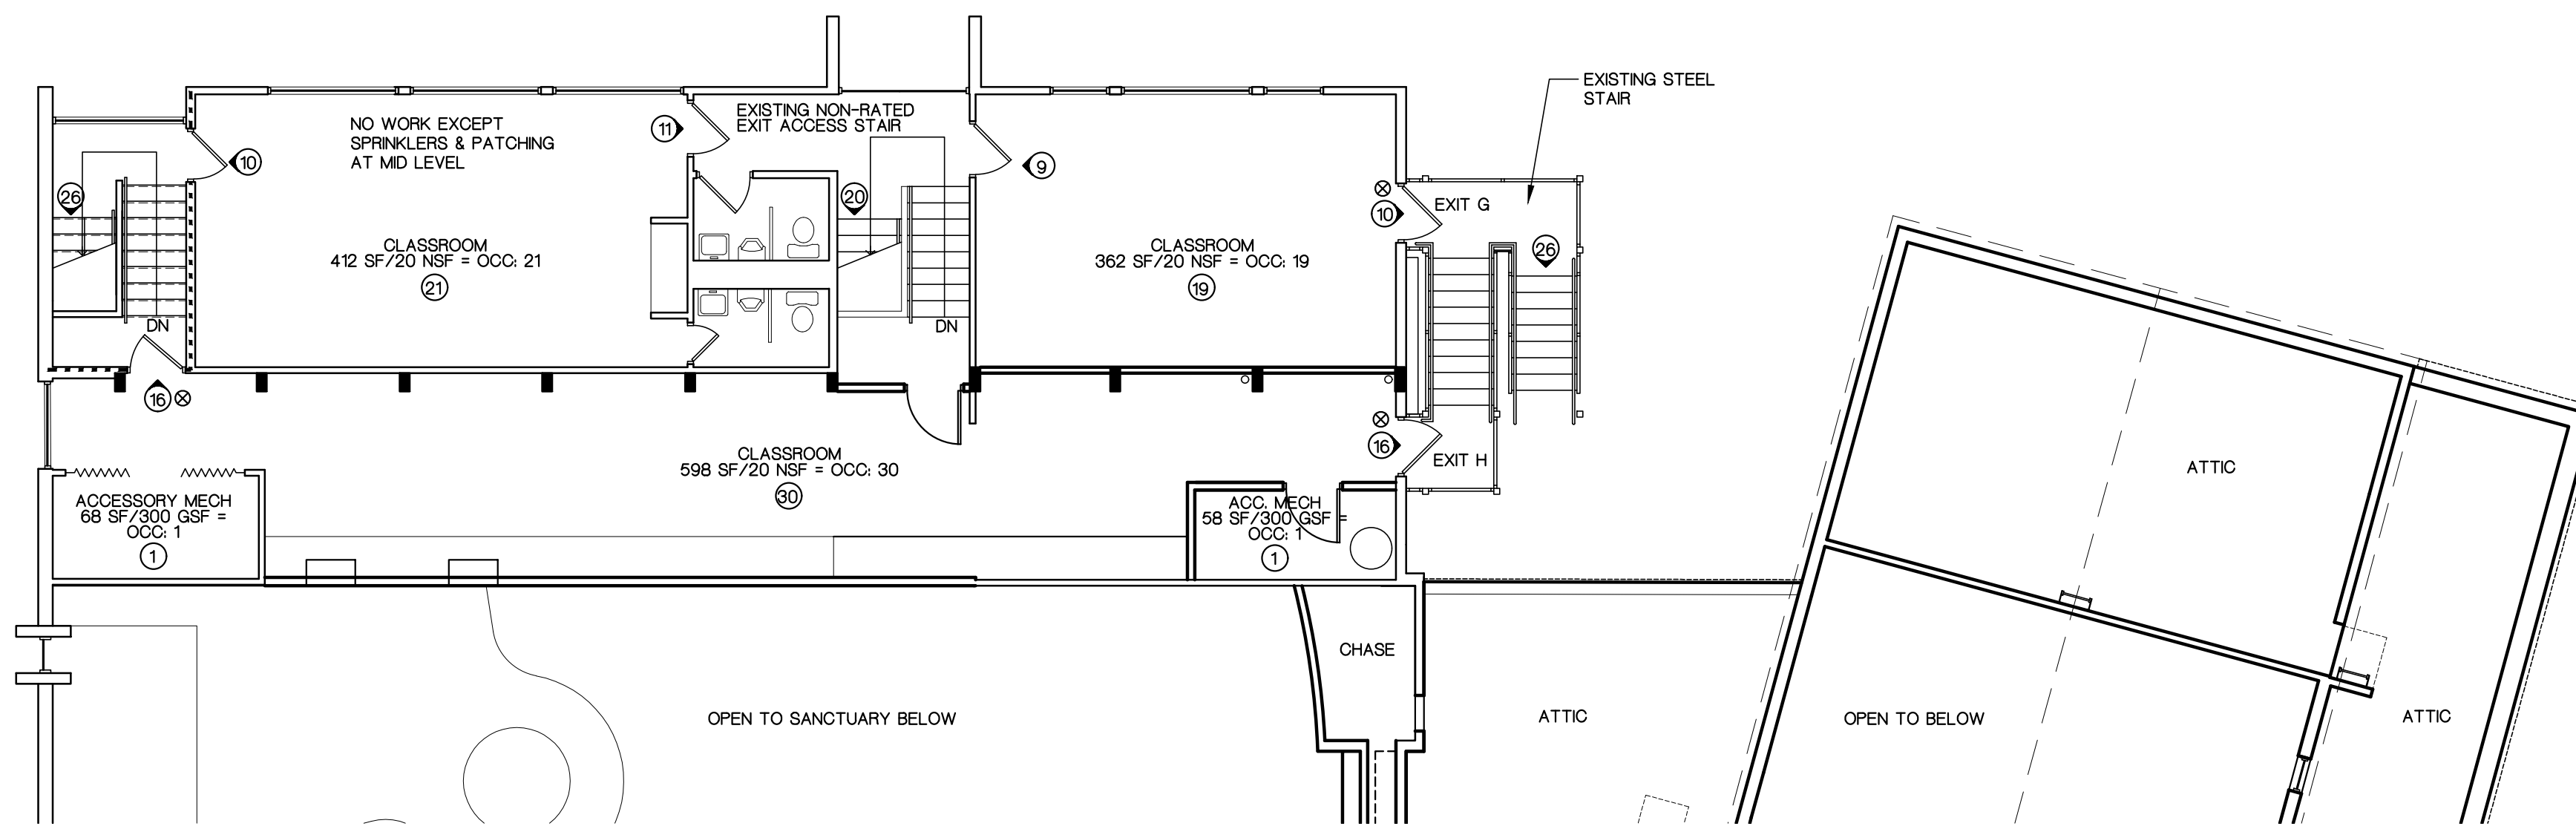 EXISTING STEEL
STAIR
EXISTING NON-RATED
EXIT ACCESS STAIR
NO WORK EXCEPT
SPRINKLERS & PATCHING
AT MID LEVEL
11
10
9
26
20
10
EXIT G
CLASSROOM
412 SF/20 NSF = OCC: 21
21
CLASSROOM
362 SF/20 NSF = OCC: 19
19
26
DN
DN
16
CLASSROOM
598 SF/20 NSF = OCC: 30
30
16
EXIT H
ATTIC
ACCESSORY MECH
68 SF/300 GSF =
OCC: 1
1
ACC. MECH
58 SF/300 GSF =
OCC: 1
1
CHASE
OPEN TO SANCTUARY BELOW
ATTIC
OPEN TO BELOW
ATTIC